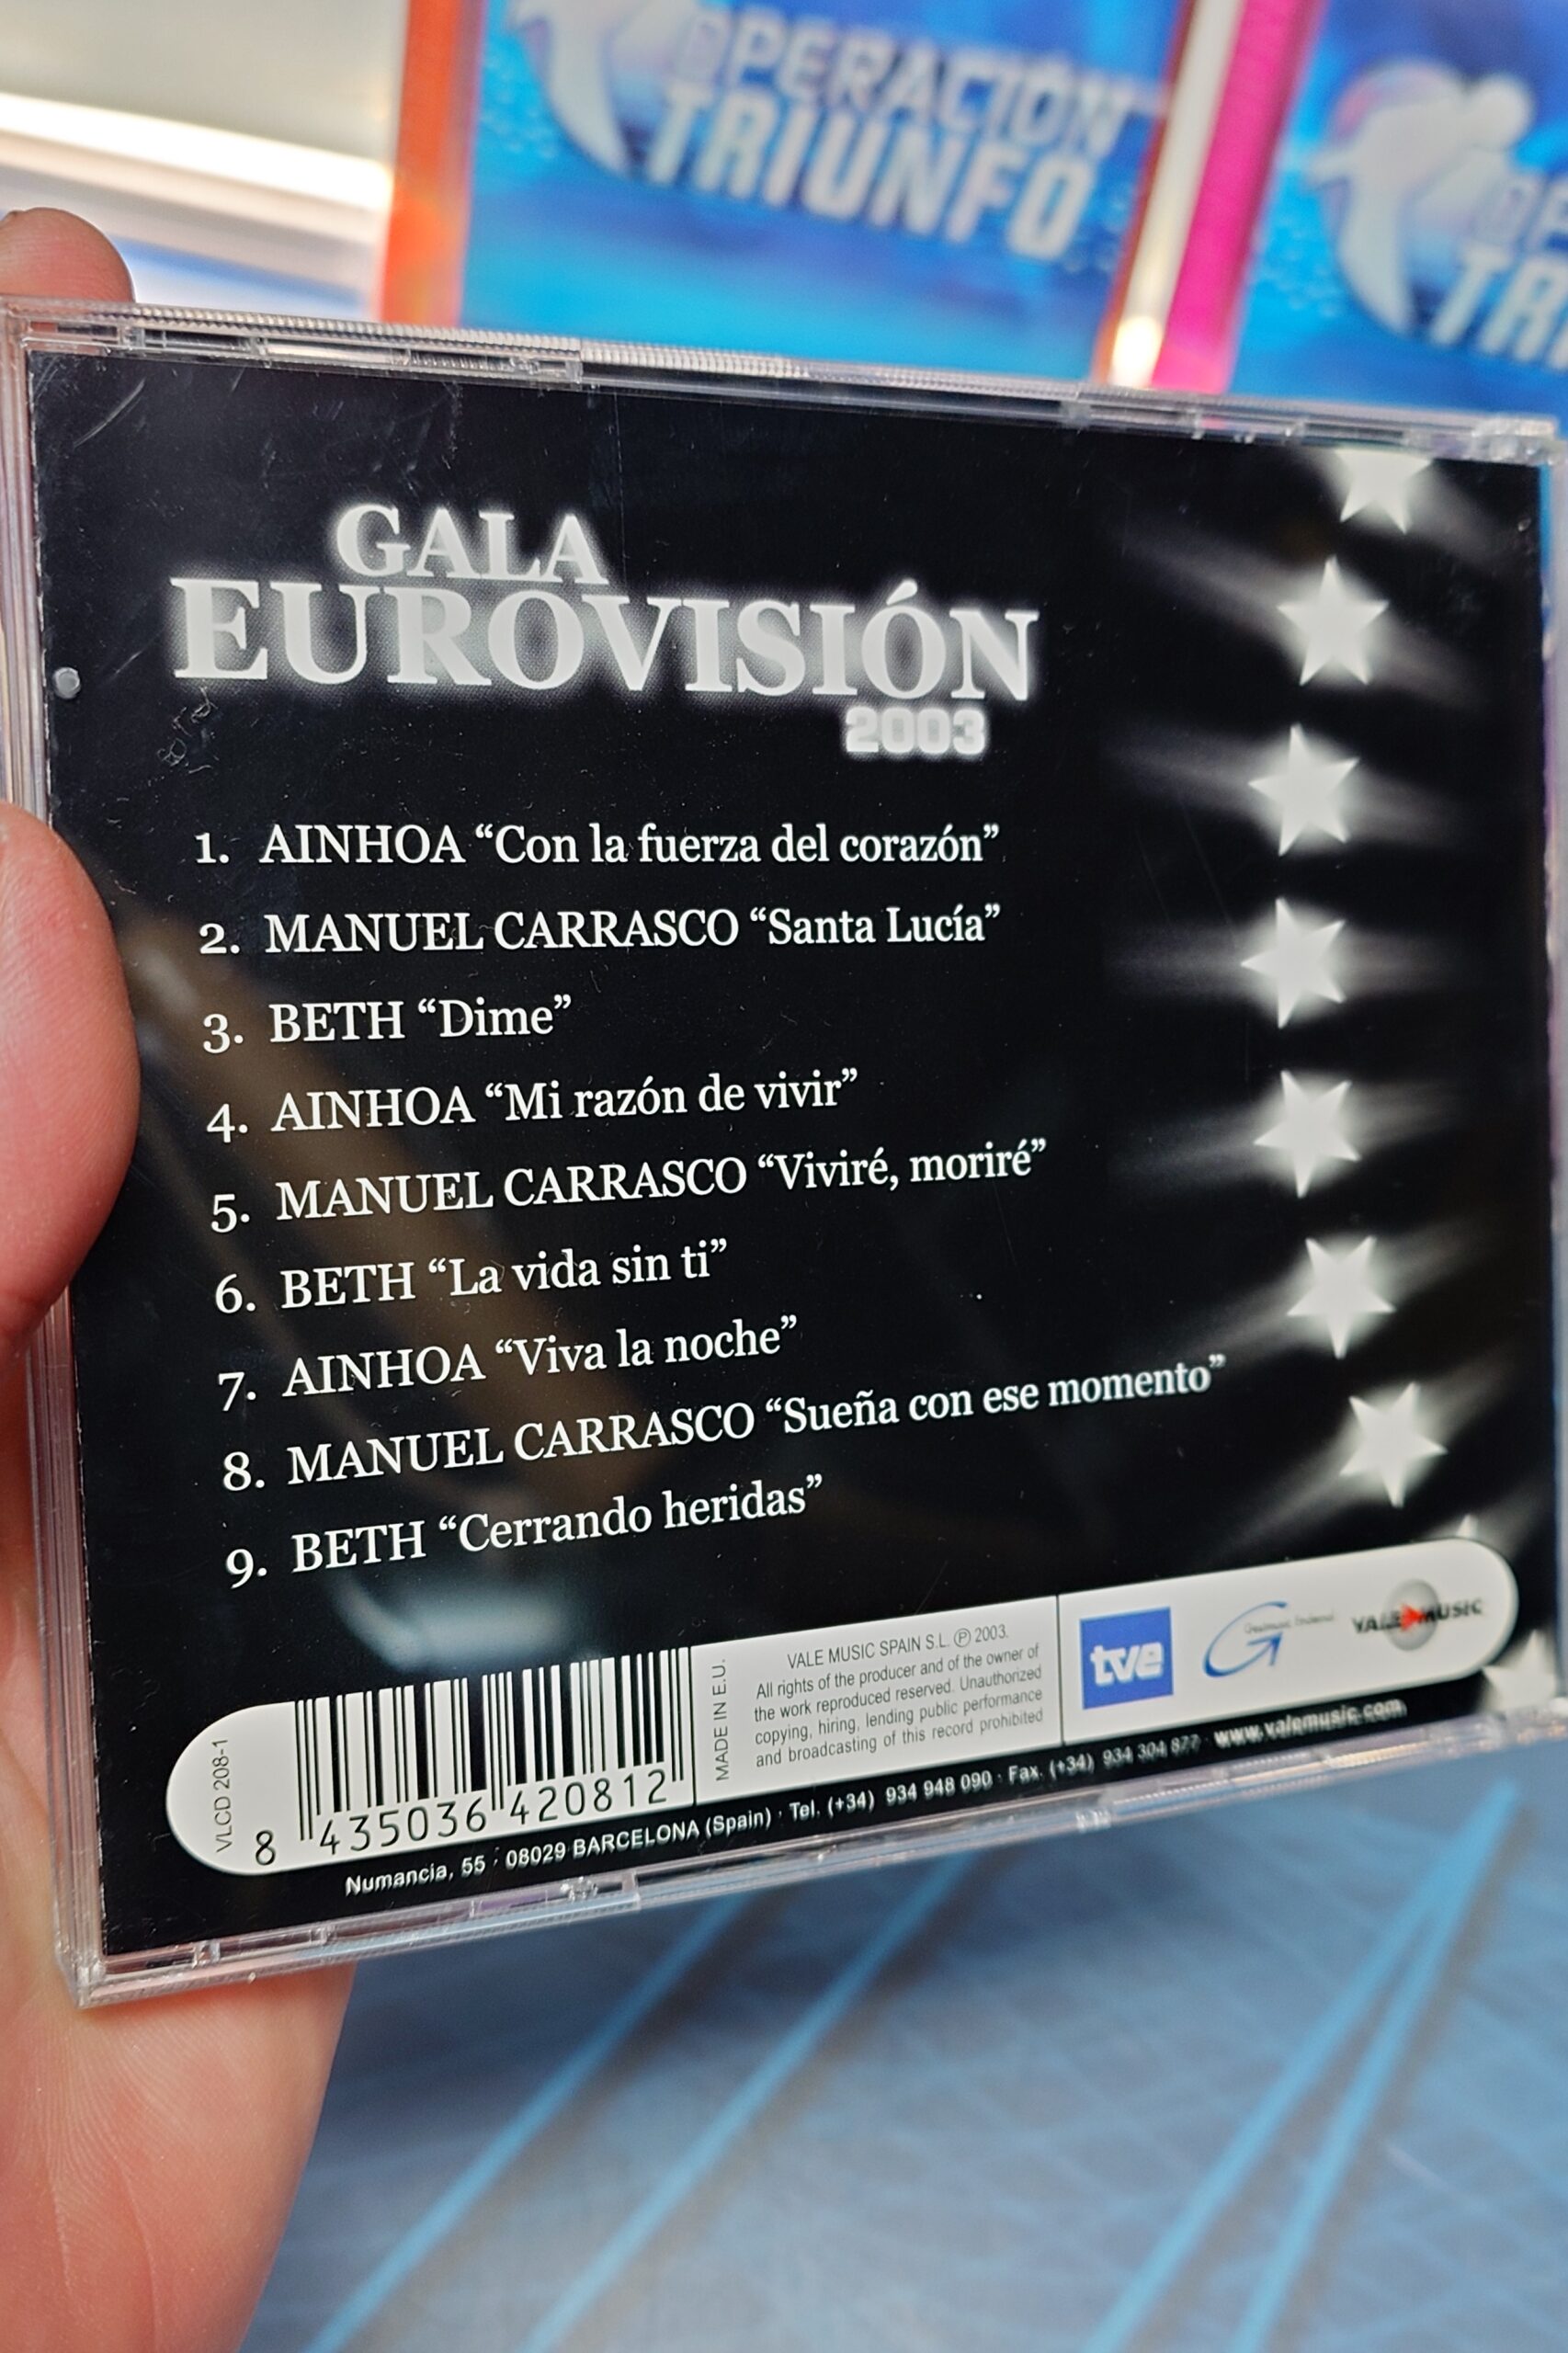 OPERACIÓN
TRIUNFO
GALA
EUROVISIÓN
2003
1. AINHOA “Con la fuerza del corazón”
2. MANUEL CARRASCO “Santa Lucía”
3. BETH “Dime”
4. AINHOA “Mi razón de vivir”
5. MANUEL CARRASCO “Viviré, moriré”
6. BETH “La vida sin ti”
7. AINHOA “Viva la noche”
8. MANUEL CARRASCO “Sueña con ese momento”
9. BETH “Cerrando heridas”
VLCD 208-1
8 435036 420812
MADE IN E.U.
VALE MUSIC SPAIN S.L. Ⓟ 2003.
All rights of the producer and of the owner of
the work reproduced reserved. Unauthorized
copying, hiring, lending public performance
and broadcasting of this record prohibited
tve
VALE MUSIC
Numancia, 55 · 08029 BARCELONA (Spain) · Tel. (+34) 934 948 090 · Fax. (+34) 934 304 877 · www.valemusic.com